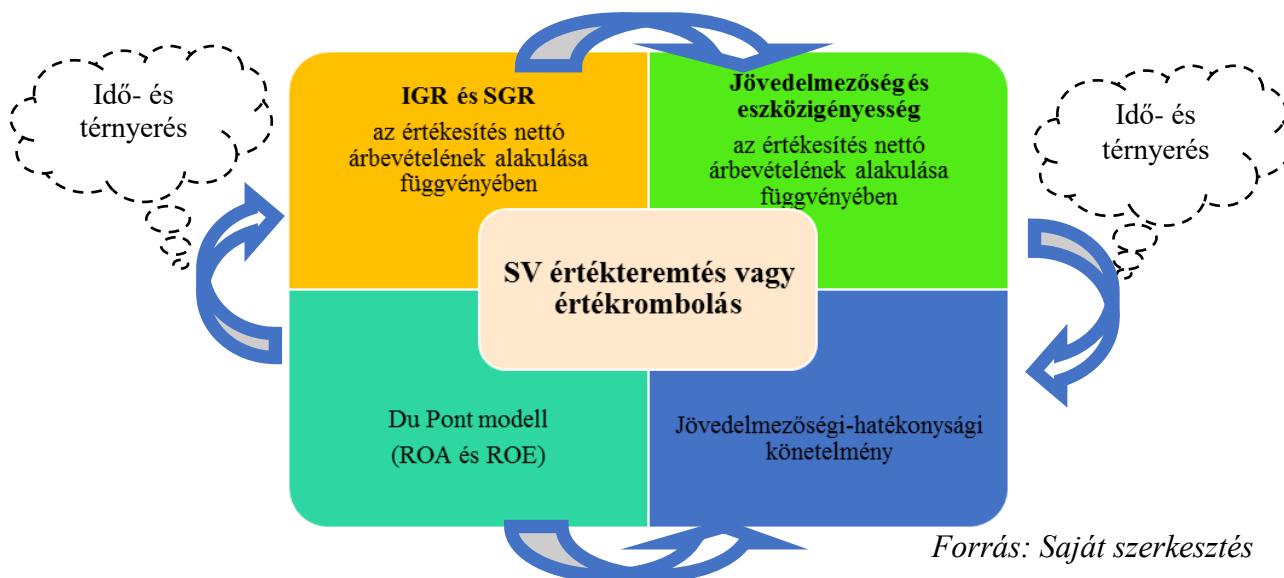 Idő- és
térnyerés
IGR és SGR
az értékesítés nettó
árbevételének alakulása
függvényében
Jövedelmezőség és
eszközigényesség
az értékesítés nettó
árbevételének alakulása
függvényében
Idő- és
térnyerés
SV értékteremtés vagy
értékrombolás
Du Pont modell
(ROA és ROE)
Jövedelmezőségi-hatékonysági
könetelmény
Forrás: Saját szerkesztés